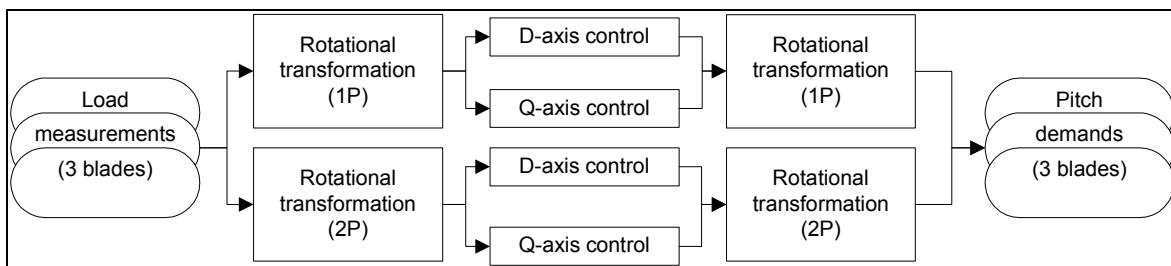 Load
measurements
(3 blades)
Rotational
transformation
(1P)
D-axis control
Q-axis control
Rotational
transformation
(1P)
Rotational
transformation
(2P)
D-axis control
Q-axis control
Rotational
transformation
(2P)
Pitch
demands
(3 blades)